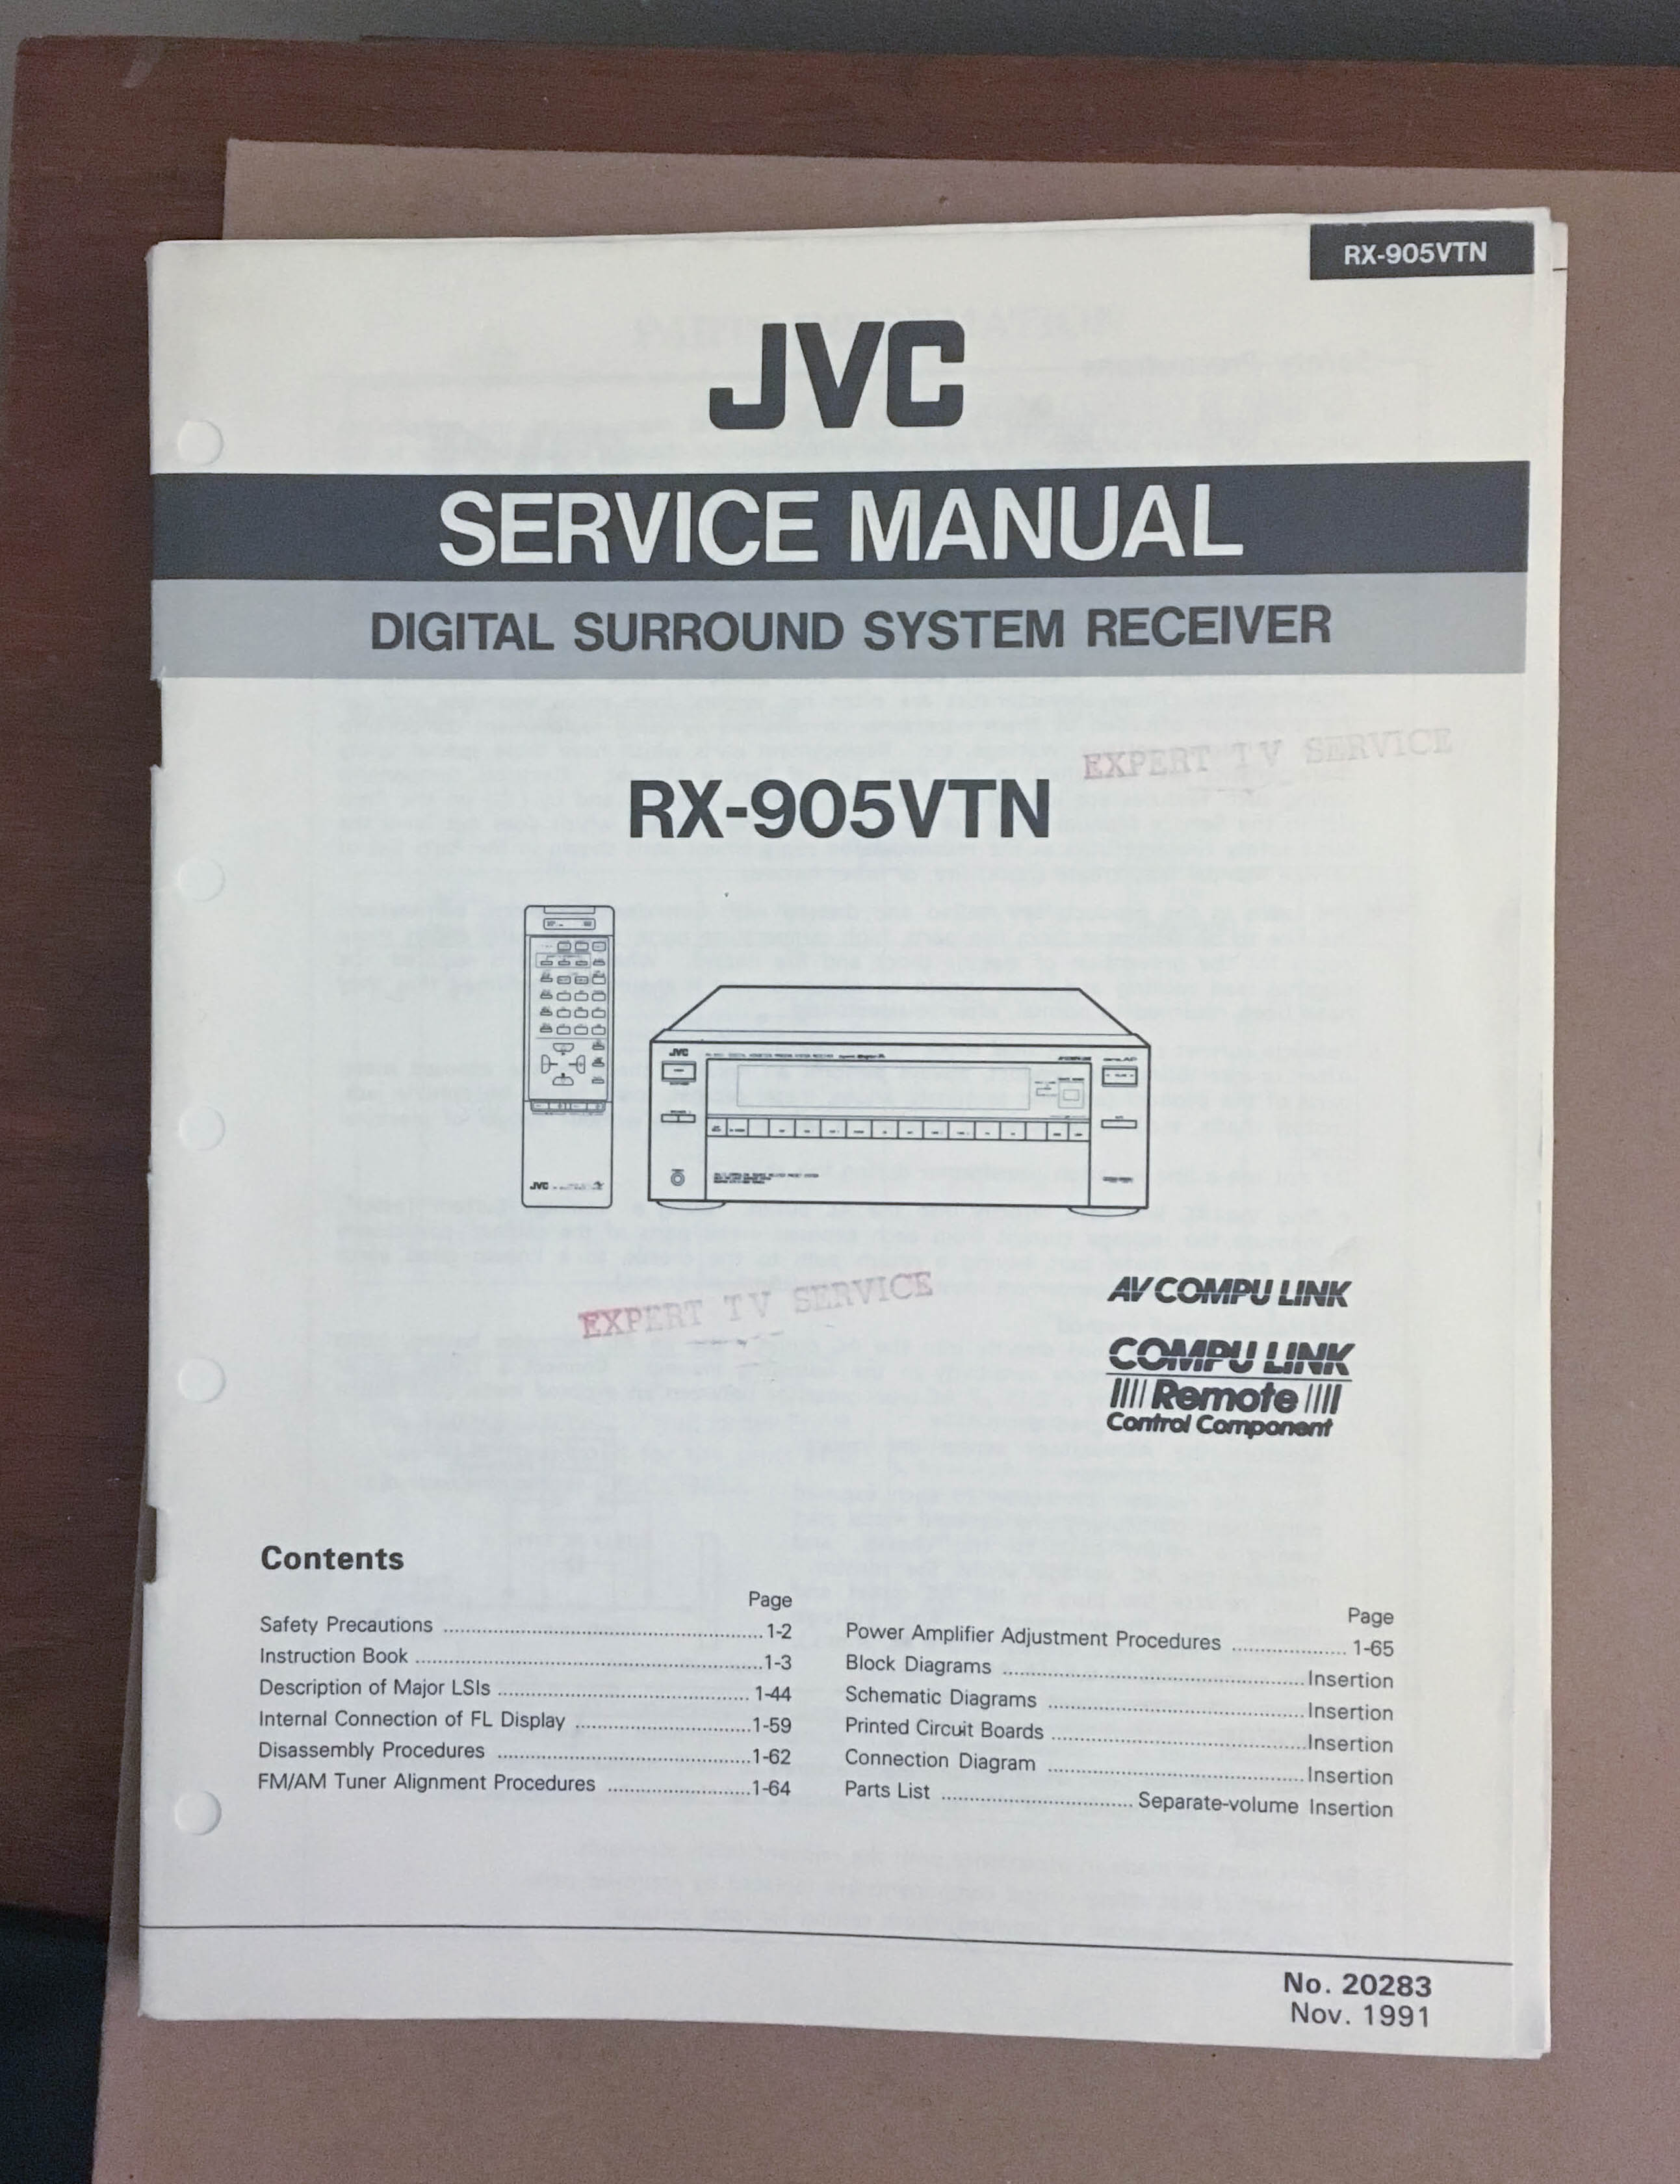 RX-905VTN
JVC
SERVICE MANUAL
DIGITAL SURROUND SYSTEM RECEIVER
EXPERT TV SERVICE
RX-905VTN
JVC
JVC
EXPERT TV SERVICE
AV COMPU LINK
COMPU LINK
Remote
Control Component
Contents
Page
Safety Precautions ........ 1-2
Instruction Book ........ 1-3
Description of Major LSIs ........ 1-44
Internal Connection of FL Display ........ 1-59
Disassembly Procedures ........ 1-62
FM/AM Tuner Alignment Procedures ........ 1-64
Page
Power Amplifier Adjustment Procedures ........ 1-65
Block Diagrams ........ Insertion
Schematic Diagrams ........ Insertion
Printed Circuit Boards ........ Insertion
Connection Diagram ........ Insertion
Parts List ........ Separate-volume Insertion
No. 20283
Nov. 1991